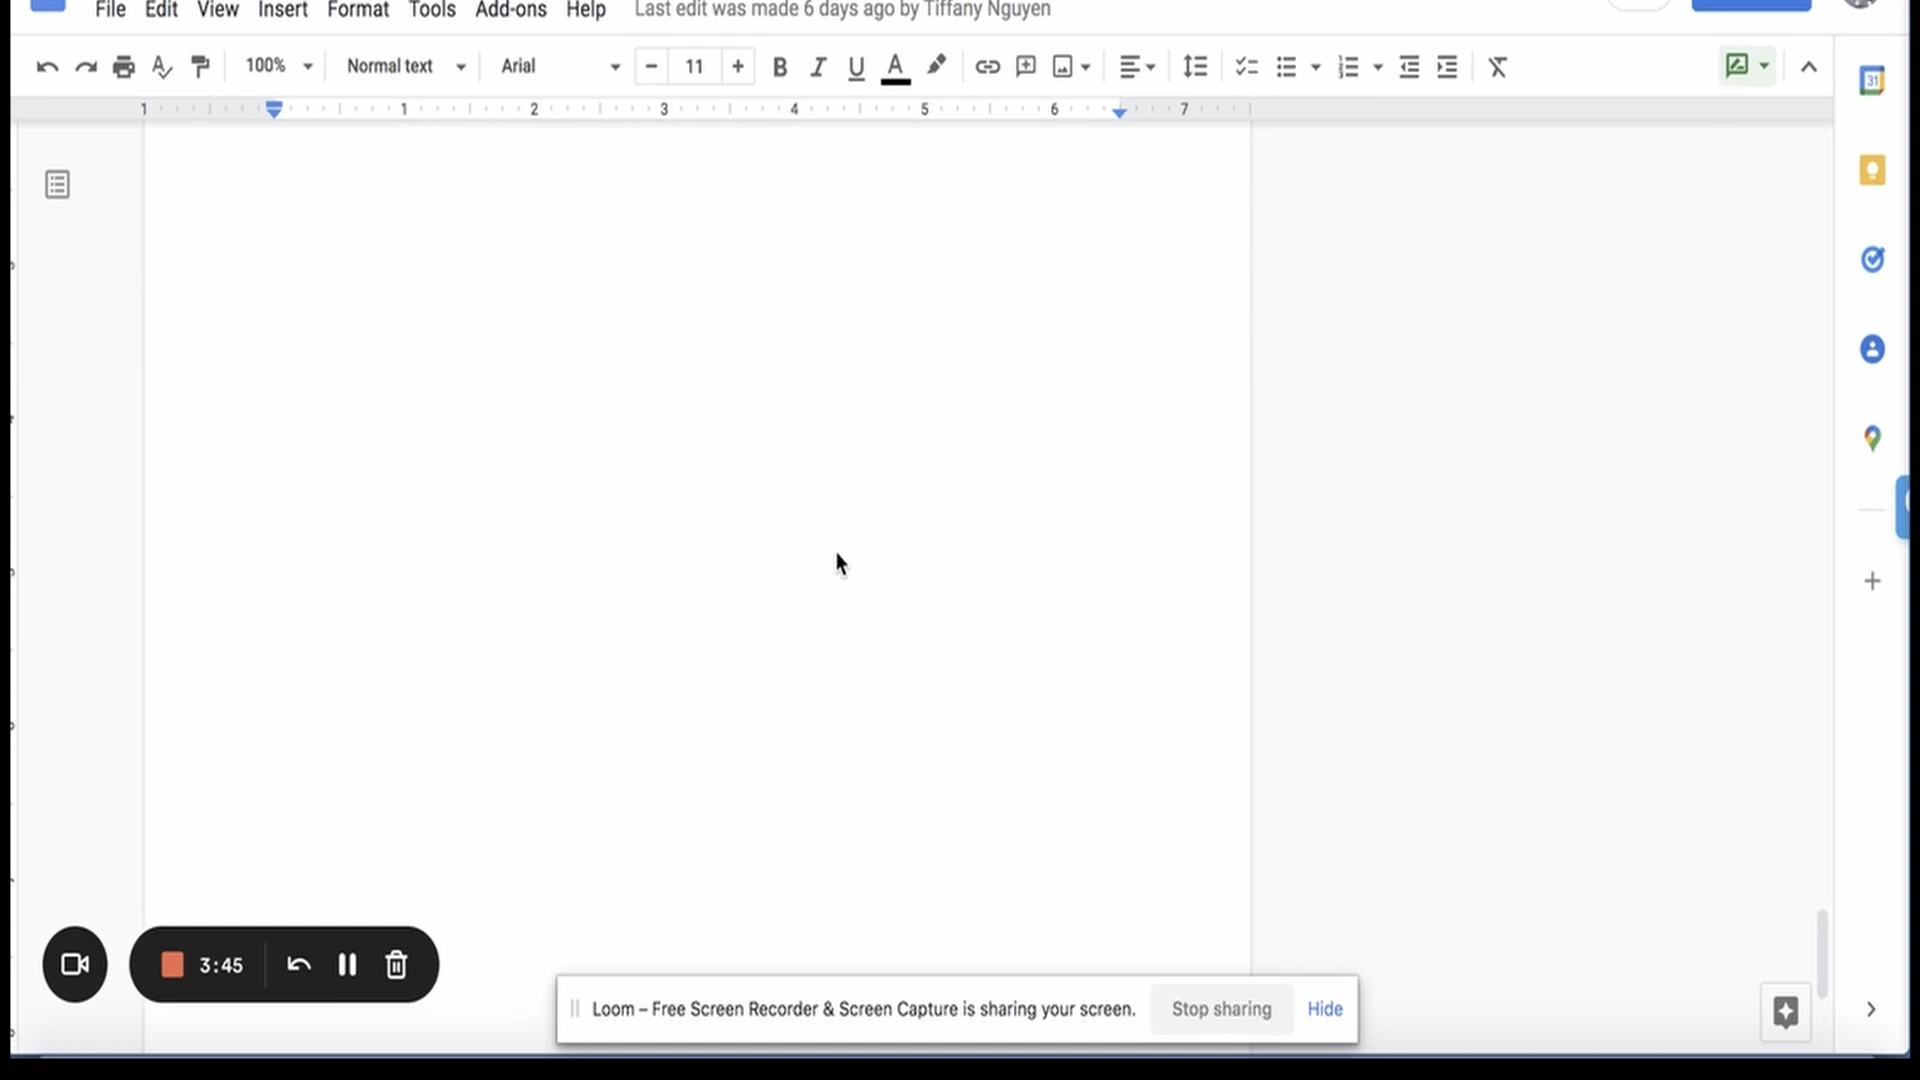 File Edit View Insert Format Tools Add-ons Help Last edit was made 6 days ago by Tiffany Nguyen
100% Normal text Arial 11
1 1 2 3 4 5 6 7
31
3:45
Loom – Free Screen Recorder & Screen Capture is sharing your screen. Stop sharing Hide